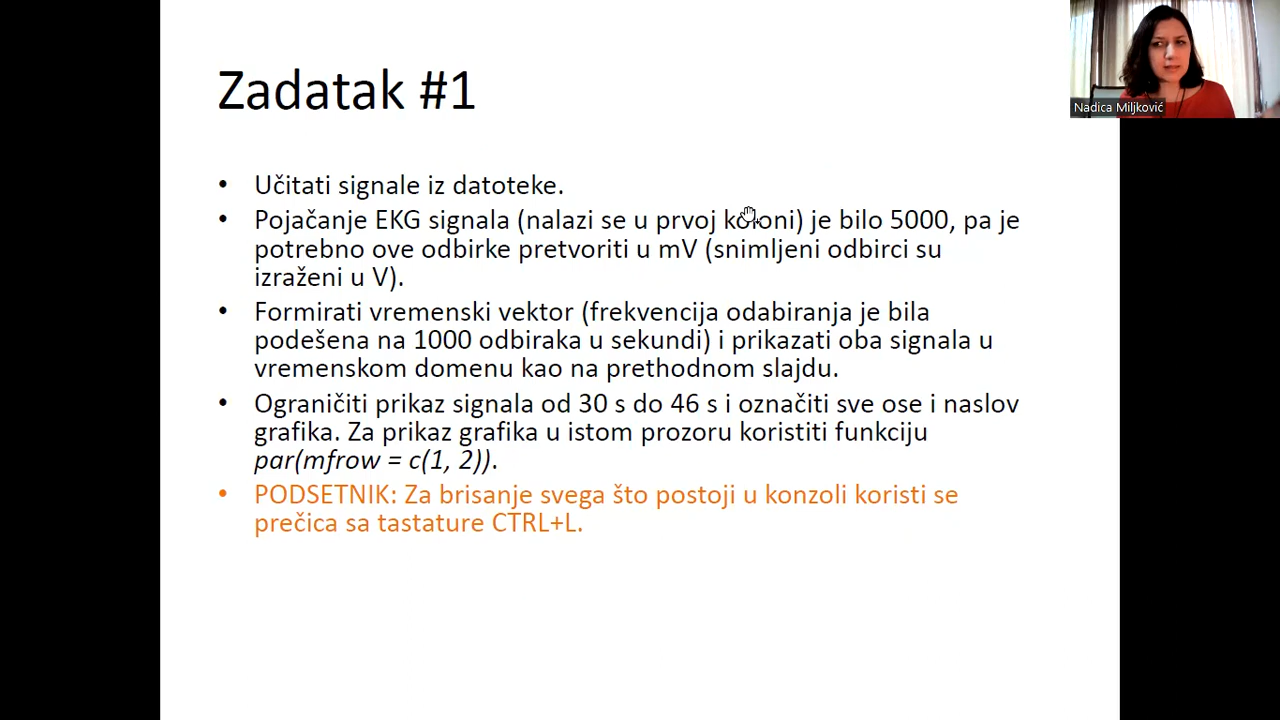 Zadatak #1
Nadica Miljković
• Učitati signale iz datoteke.
• Pojačanje EKG signala (nalazi se u prvoj koloni) je bilo 5000, pa je
potrebno ove odbirke pretvoriti u mV (snimljeni odbirci su
izraženi u V).
• Formirati vremenski vektor (frekvencija odabiranja je bila
podešena na 1000 odbiraka u sekundi) i prikazati oba signala u
vremenskom domenu kao na prethodnom slajdu.
• Ograničiti prikaz signala od 30 s do 46 s i označiti sve ose i naslov
grafika. Za prikaz grafika u istom prozoru koristiti funkciju
par(mfrow = c(1, 2)).
• PODSETNIK: Za brisanje svega što postoji u konzoli koristi se
prečica sa tastature CTRL+L.